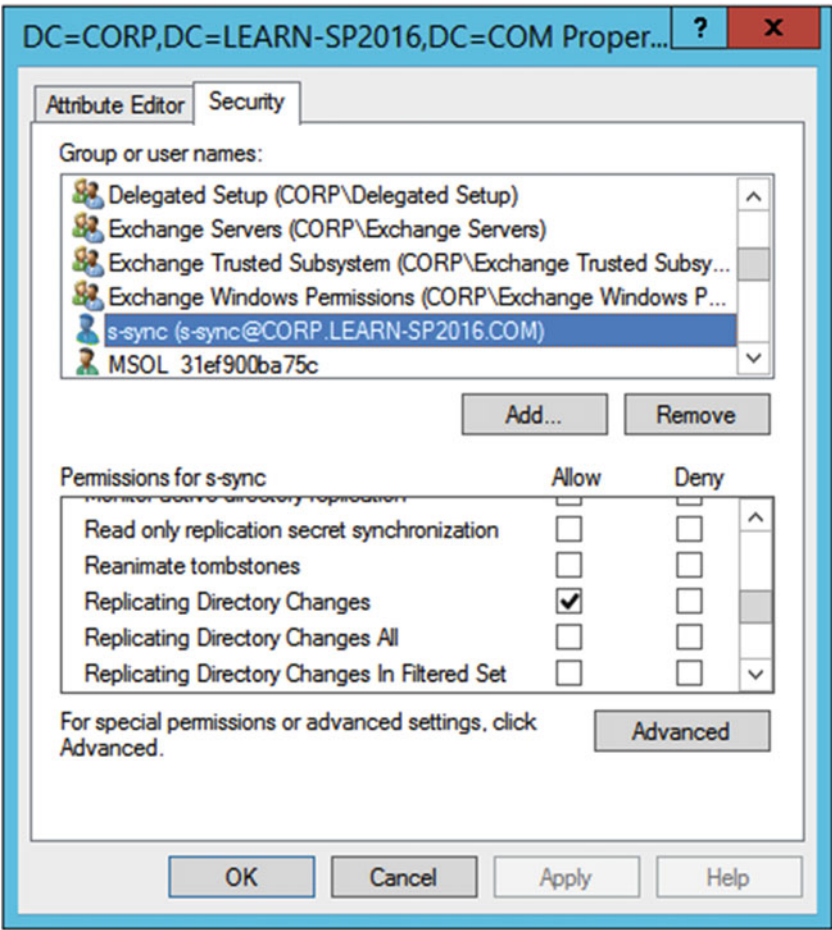 DC=CORP,DC=LEARN-SP2016,DC=COM Proper... ? x
Attribute Editor Security
Group or user names:
Delegated Setup (CORP\Delegated Setup)
Exchange Servers (CORP\Exchange Servers)
Exchange Trusted Subsystem (CORP\Exchange Trusted Subsy...
Exchange Windows Permissions (CORP\Exchange Windows P...
s-sync (s-sync@CORP.LEARN-SP2016.COM)
MSOL_31ef900ba75c
Add... Remove
Permissions for s-sync Allow Deny
Monitor active directory replication
Read only replication secret synchronization
Reanimate tombstones
Replicating Directory Changes
Replicating Directory Changes All
Replicating Directory Changes In Filtered Set
For special permissions or advanced settings, click
Advanced.
Advanced
OK Cancel Apply Help